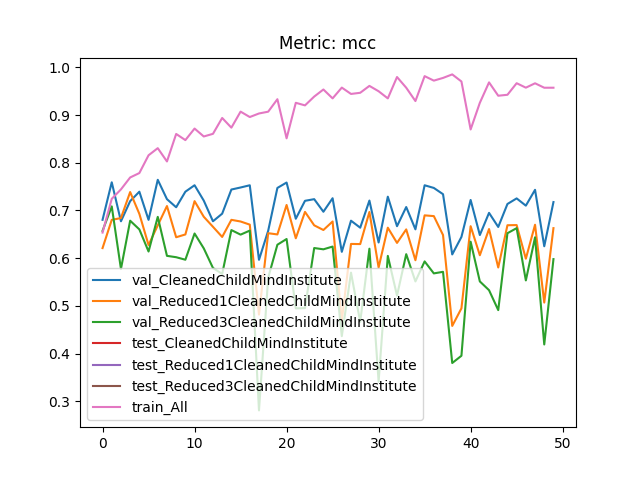 Metric: mcc
1.0
0.9
0.8
0.7
0.6
0.5
0.4
0.3
val_CleanedChildMindInstitute
val_Reduced1CleanedChildMindInstitute
val_Reduced3CleanedChildMindInstitute
test_CleanedChildMindInstitute
test_Reduced1CleanedChildMindInstitute
test_Reduced3CleanedChildMindInstitute
train_All
0 10 20 30 40 50